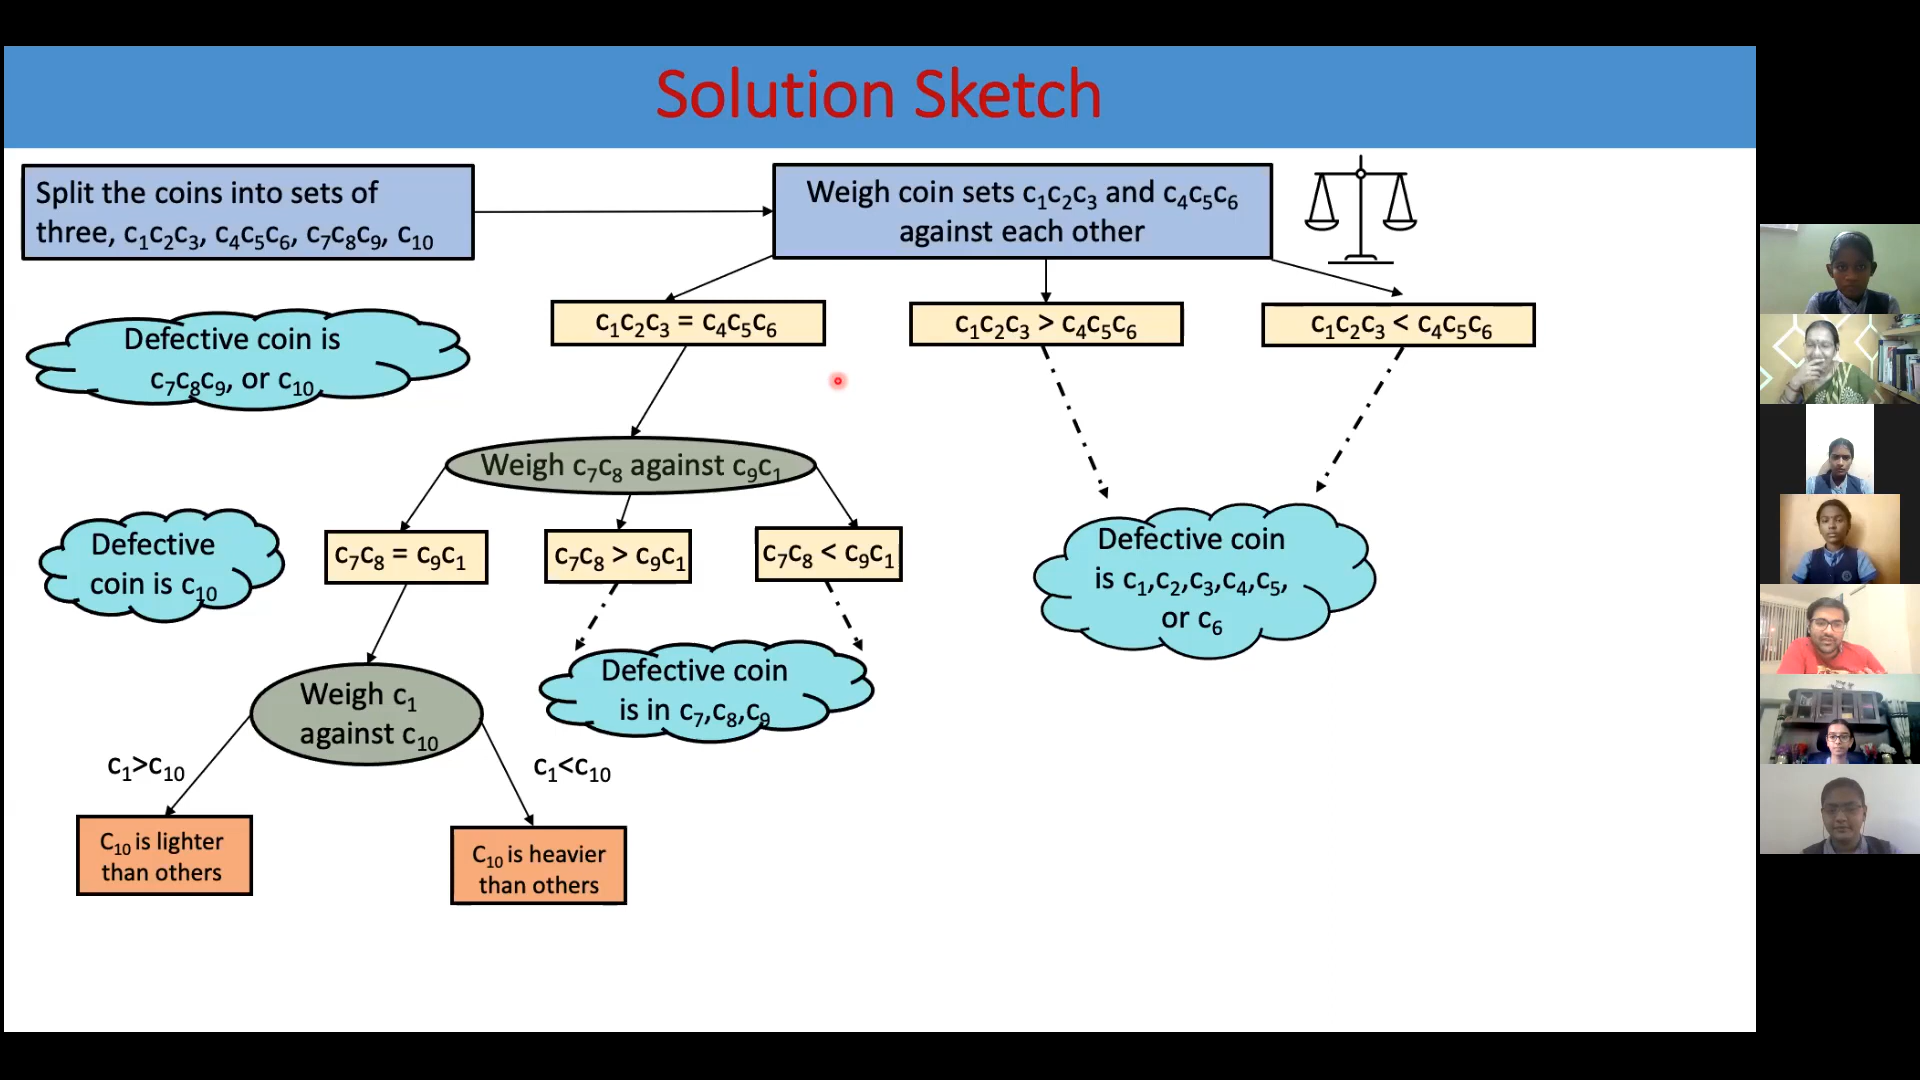 Solution Sketch
Split the coins into sets of
three, c₁c₂c₃, c₄c₅c₆, c₇c₈c₉, c₁₀
Weigh coin sets c₁c₂c₃ and c₄c₅c₆
against each other
c₁c₂c₃ = c₄c₅c₆
c₁c₂c₃ > c₄c₅c₆
c₁c₂c₃ < c₄c₅c₆
Defective coin is
c₇c₈c₉, or c₁₀
Weigh c₇c₈ against c₉c₁
Defective
coin is c₁₀
c₇c₈ = c₉c₁
c₇c₈ > c₉c₁
c₇c₈ < c₉c₁
Defective coin
is c₁,c₂,c₃,c₄,c₅,
or c₆
Weigh c₁
against c₁₀
Defective coin
is in c₇,c₈,c₉
c₁>c₁₀
c₁<c₁₀
C₁₀ is lighter
than others
C₁₀ is heavier
than others